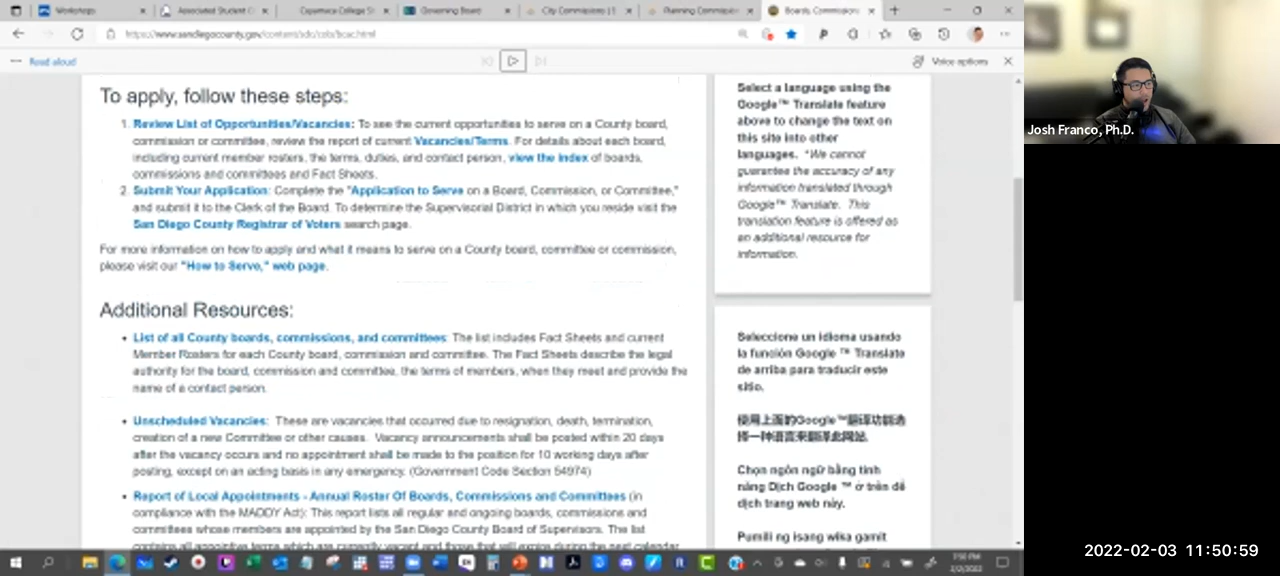 Workshops
Associated Student O
Cuyamaca College St
Governing Board
City Commissions | E
Planning Commission
Boards, Commissions
https://www.sandiegocounty.gov/content/sdc/cob/bcac.html
Read aloud
Voice options
To apply, follow these steps:
1. Review List of Opportunities/Vacancies: To see the current opportunities to serve on a County board,
commission or committee, review the report of current Vacancies/Terms. For details about each board,
including current member rosters, the terms, duties, and contact person, view the index of boards,
commissions and committees and Fact Sheets.
2. Submit Your Application: Complete the "Application to Serve on a Board, Commission, or Committee,"
and submit it to the Clerk of the Board. To determine the Supervisorial District in which you reside visit the
San Diego County Registrar of Voters search page.
For more information on how to apply and what it means to serve on a County board, committee or commission,
please visit our "How to Serve," web page.
Additional Resources:
• List of all County boards, commissions, and committees: The list includes Fact Sheets and current
Member Rosters for each County board, commission and committee. The Fact Sheets describe the legal
authority for the board, commission and committee, the terms of members, when they meet and provide the
name of a contact person.
• Unscheduled Vacancies: These are vacancies that occurred due to resignation, death, termination,
creation of a new Committee or other causes. Vacancy announcements shall be posted within 20 days
after the vacancy occurs and no appointment shall be made to the position for 10 working days after
posting, except on an acting basis in any emergency. (Government Code Section 54974)
• Report of Local Appointments - Annual Roster Of Boards, Commissions and Committees (in
compliance with the MADDY Act): This report lists all regular and ongoing boards, commissions and
committees whose members are appointed by the San Diego County Board of Supervisors. The list
contains all appointive terms which are currently vacant and those that will expire during the next calendar
Select a language using the
Google™ Translate feature
above to change the text on
this site into other
languages. *We cannot
guarantee the accuracy of any
information translated through
Google™ Translate. This
translation feature is offered as
an additional resource for
information.
Seleccione un idioma usando
la función Google ™ Translate
de arriba para traducir este
sitio.
使用上面的Google™翻译功能选
择一种语言来翻译此网站。
Chọn ngôn ngữ bằng tính
năng Dịch Google ™ ở trên để
dịch trang web này.
Pumili ng isang wika gamit
Josh Franco, Ph.D.
2/2/2022
2022-02-03 11:50:59